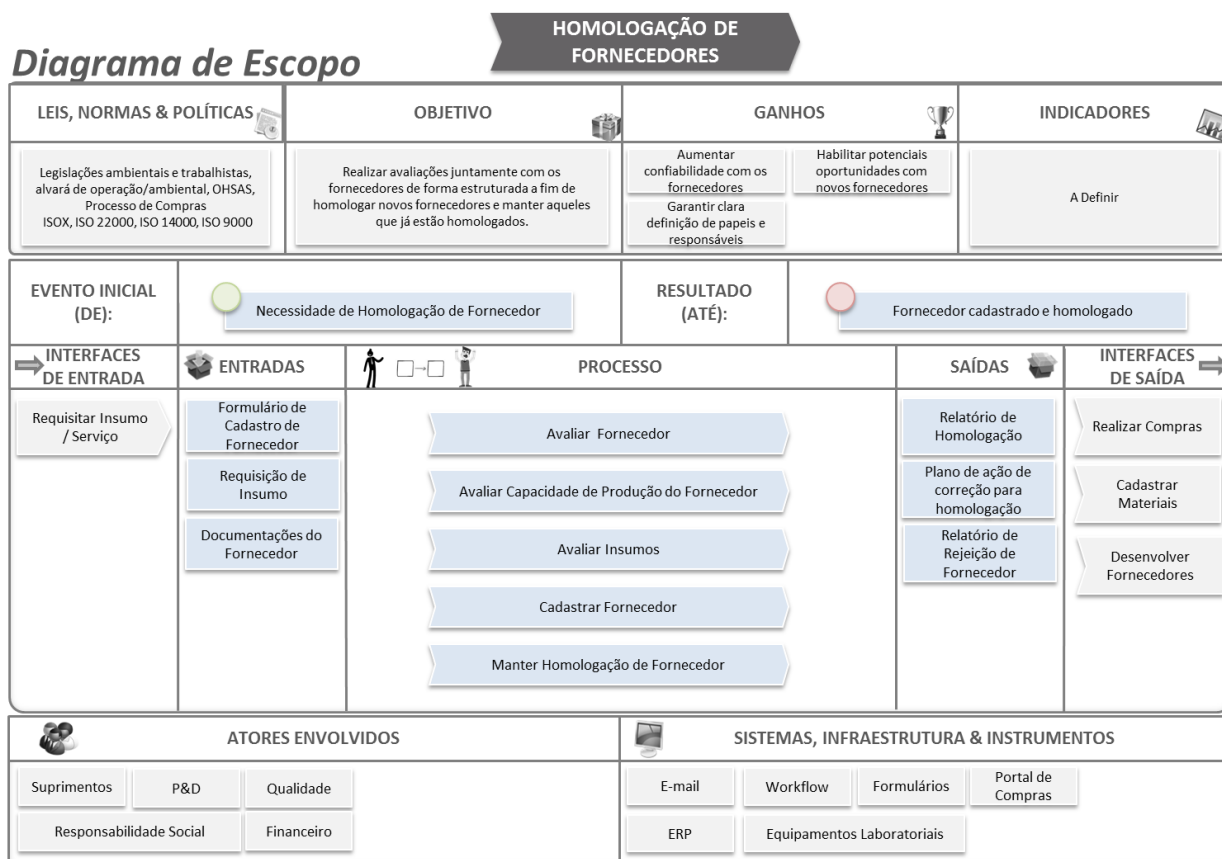 HOMOLOGAÇÃO DE
FORNECEDORES
Diagrama de Escopo
LEIS, NORMAS & POLÍTICAS
OBJETIVO
GANHOS
INDICADORES
Legislações ambientais e trabalhistas,
alvará de operação/ambiental, OHSAS,
Processo de Compras
ISOX, ISO 22000, ISO 14000, ISO 9000
Realizar avaliações juntamente com os
fornecedores de forma estruturada a fim de
homologar novos fornecedores e manter aqueles
que já estão homologados.
Aumentar
confiabilidade com os
fornecedores
Habilitar potenciais
oportunidades com
novos fornecedores
Garantir clara
definição de papeis e
responsáveis
A Definir
EVENTO INICIAL
(DE):
Necessidade de Homologação de Fornecedor
RESULTADO
(ATÉ):
Fornecedor cadastrado e homologado
INTERFACES
DE ENTRADA
ENTRADAS
PROCESSO
SAÍDAS
INTERFACES
DE SAÍDA
Requisitar Insumo
/ Serviço
Formulário de
Cadastro de
Fornecedor
Requisição de
Insumo
Documentações do
Fornecedor
Avaliar Fornecedor
Avaliar Capacidade de Produção do Fornecedor
Avaliar Insumos
Cadastrar Fornecedor
Manter Homologação de Fornecedor
Relatório de
Homologação
Plano de ação de
correção para
homologação
Relatório de
Rejeição de
Fornecedor
Realizar Compras
Cadastrar
Materiais
Desenvolver
Fornecedores
ATORES ENVOLVIDOS
SISTEMAS, INFRAESTRUTURA & INSTRUMENTOS
Suprimentos
P&D
Qualidade
Responsabilidade Social
Financeiro
E-mail
Workflow
Formulários
Portal de
Compras
ERP
Equipamentos Laboratoriais